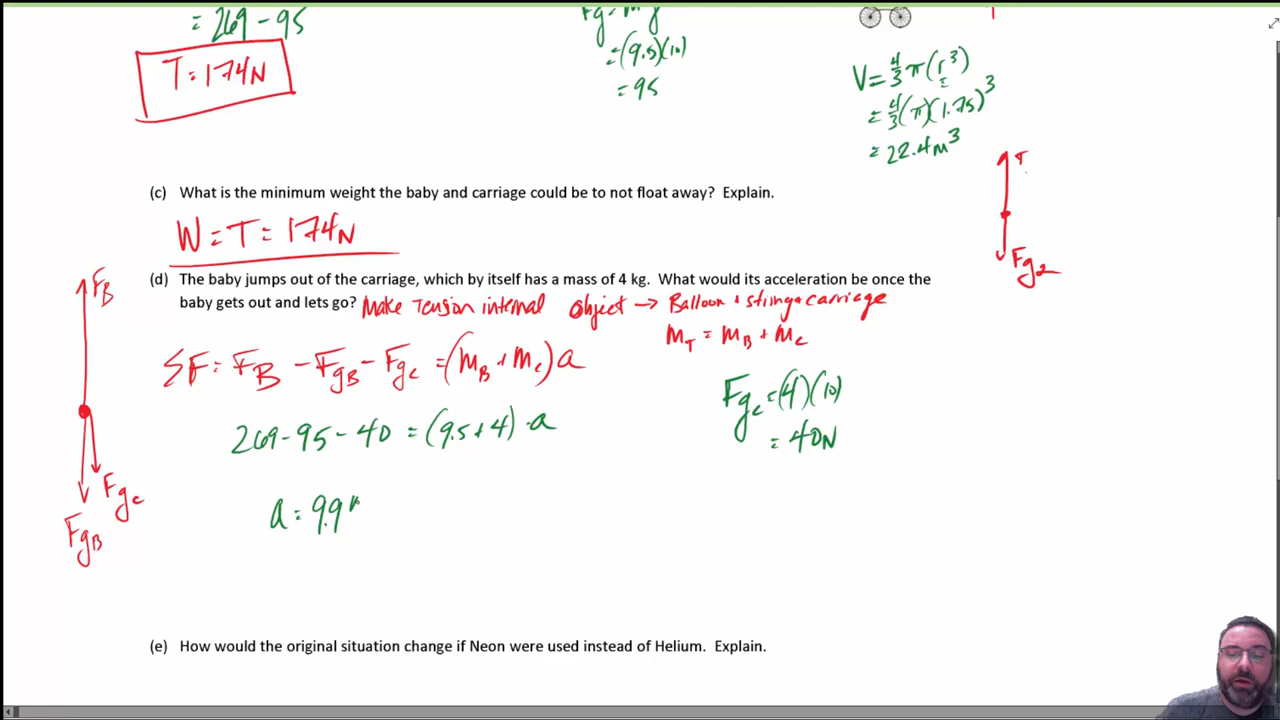 = 269 - 95
T = 174N
Fg = mg
= (9.5)(10)
= 95
V = 4/3 π (r³)
= 4/3 (π)(1.75)³
= 22.4 m³
(c) What is the minimum weight the baby and carriage could be to not float away? Explain.
W = T = 174N
T
Fg2
(d) The baby jumps out of the carriage, which by itself has a mass of 4 kg. What would its acceleration be once the
baby gets out and lets go? Make Tension internal object → Balloon + string + carriage
mT = mB + mC
FB
ΣF = FB - FgB - Fgc = (mB + mc) a
Fgc = (4)(10)
= 40N
269 - 95 - 40 = (9.5 + 4) · a
Fgc
FgB
a = 9.9
(e) How would the original situation change if Neon were used instead of Helium. Explain.